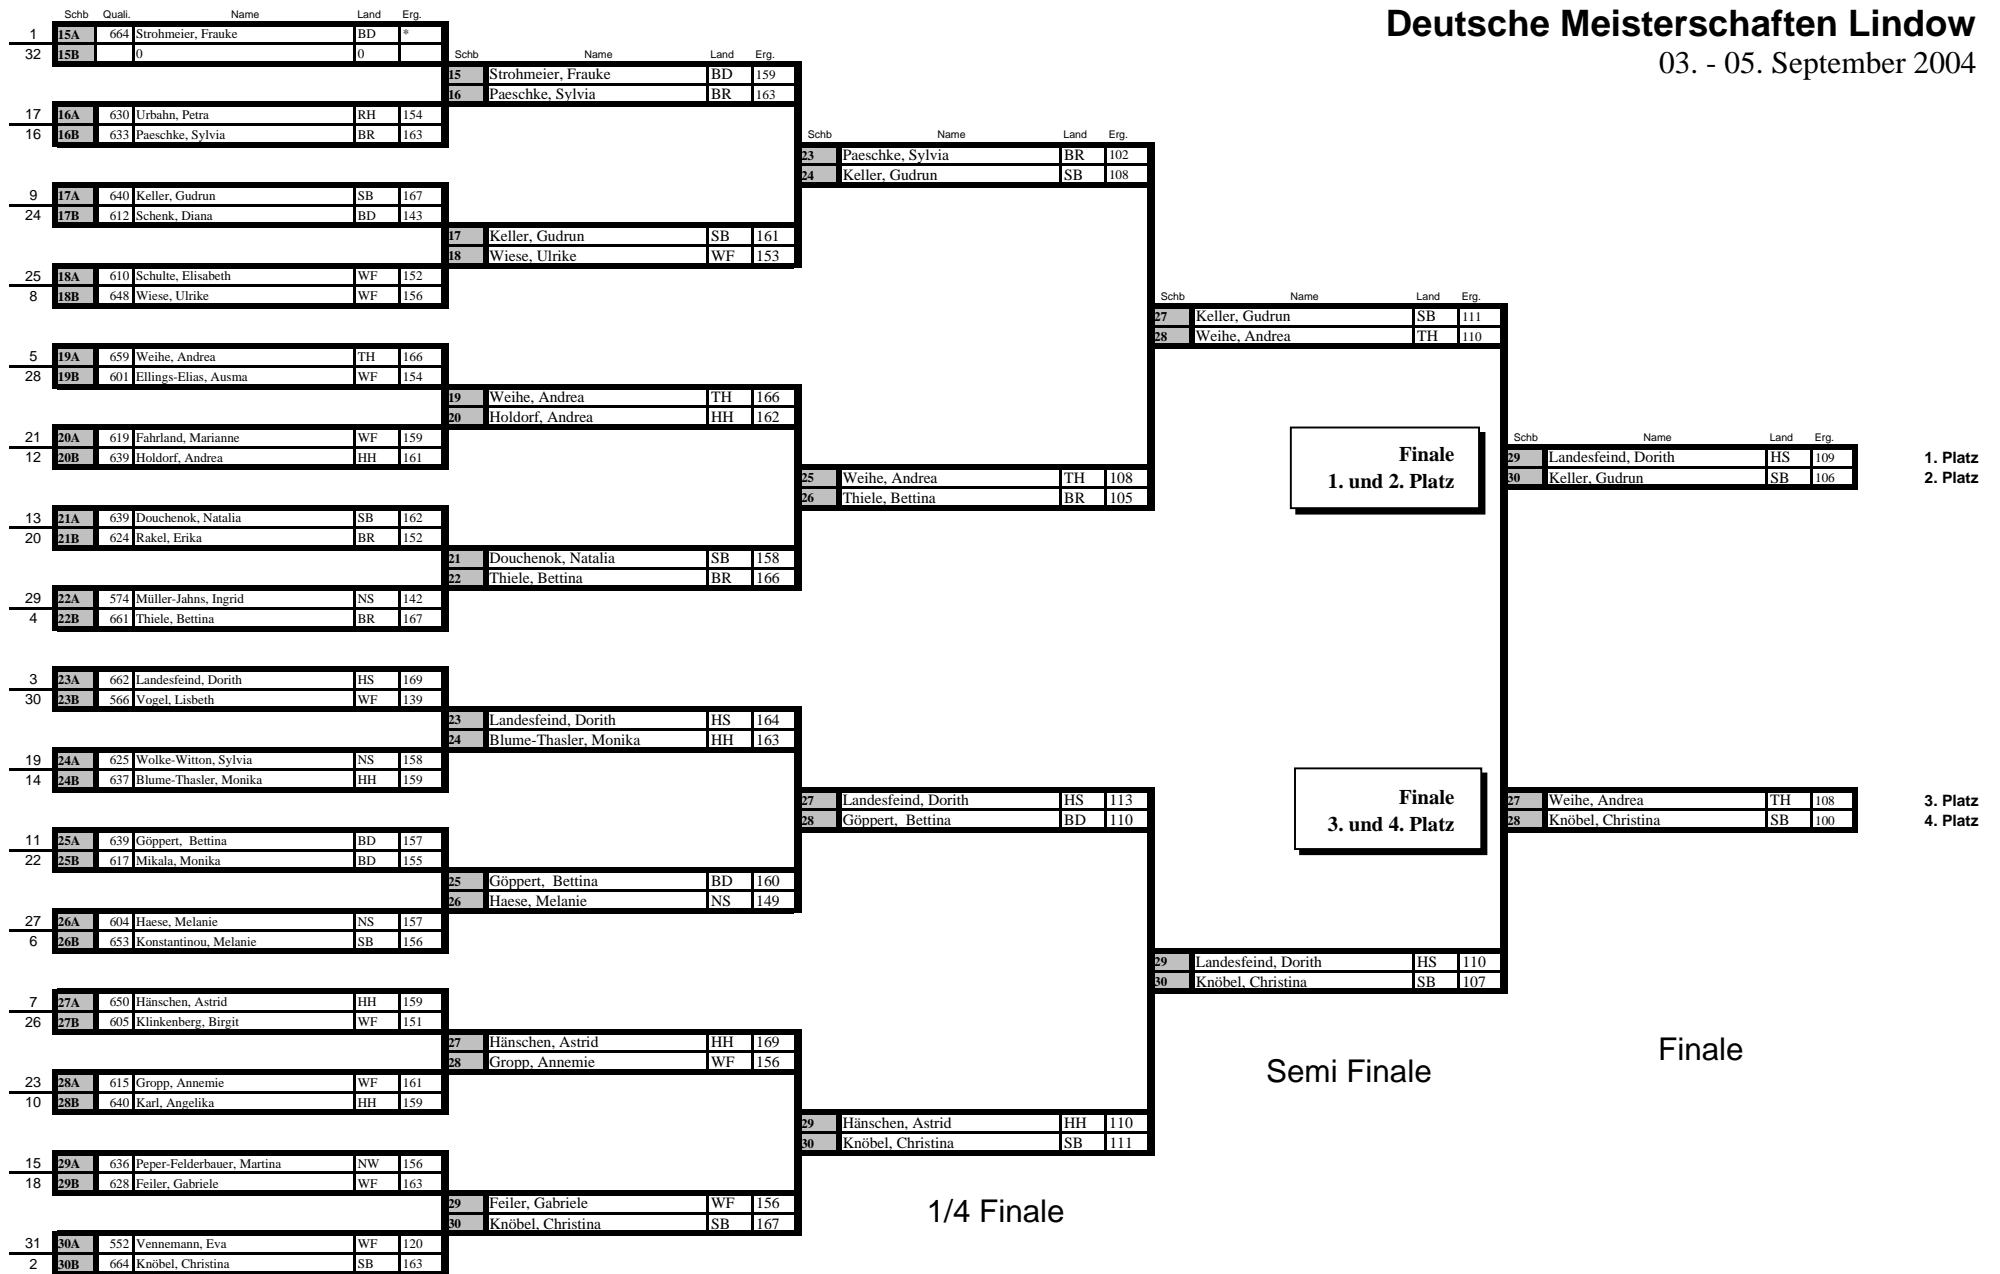 Deutsche Meisterschaften Lindow
03. - 05. September 2004
Schb Quali. Name Land Erg.
1 15A 664 Strohmeier, Frauke BD *
32 15B 0 0
17 16A 630 Urbahn, Petra RH 154
16 16B 633 Paeschke, Sylvia BR 163
9 17A 640 Keller, Gudrun SB 167
24 17B 612 Schenk, Diana BD 143
25 18A 610 Schulte, Elisabeth WF 152
8 18B 648 Wiese, Ulrike WF 156
5 19A 659 Weihe, Andrea TH 166
28 19B 601 Ellings-Elias, Ausma WF 154
21 20A 619 Fahrland, Marianne WF 159
12 20B 639 Holdorf, Andrea HH 161
13 21A 639 Douchenok, Natalia SB 162
20 21B 624 Rakel, Erika BR 152
29 22A 574 Müller-Jahns, Ingrid NS 142
4 22B 661 Thiele, Bettina BR 167
3 23A 662 Landesfeind, Dorith HS 169
30 23B 566 Vogel, Lisbeth WF 139
19 24A 625 Wolke-Witton, Sylvia NS 158
14 24B 637 Blume-Thasler, Monika HH 159
11 25A 639 Göppert, Bettina BD 157
22 25B 617 Mikala, Monika BD 155
27 26A 604 Haese, Melanie NS 157
6 26B 653 Konstantinou, Melanie SB 156
7 27A 650 Hänschen, Astrid HH 159
26 27B 605 Klinkenberg, Birgit WF 151
23 28A 615 Gropp, Annemie WF 161
10 28B 640 Karl, Angelika HH 159
15 29A 636 Peper-Felderbauer, Martina NW 156
18 29B 628 Feiler, Gabriele WF 163
31 30A 552 Vennemann, Eva WF 120
2 30B 664 Knöbel, Christina SB 163
Schb Name Land Erg.
15 Strohmeier, Frauke BD 159
16 Paeschke, Sylvia BR 163
17 Keller, Gudrun SB 161
18 Wiese, Ulrike WF 153
19 Weihe, Andrea TH 166
20 Holdorf, Andrea HH 162
21 Douchenok, Natalia SB 158
22 Thiele, Bettina BR 166
23 Landesfeind, Dorith HS 164
24 Blume-Thasler, Monika HH 163
25 Göppert, Bettina BD 160
26 Haese, Melanie NS 149
27 Hänschen, Astrid HH 169
28 Gropp, Annemie WF 156
29 Feiler, Gabriele WF 156
30 Knöbel, Christina SB 167
Schb Name Land Erg.
23 Paeschke, Sylvia BR 102
24 Keller, Gudrun SB 108
25 Weihe, Andrea TH 108
26 Thiele, Bettina BR 105
27 Landesfeind, Dorith HS 113
28 Göppert, Bettina BD 110
29 Hänschen, Astrid HH 110
30 Knöbel, Christina SB 111
1/4 Finale
Schb Name Land Erg.
27 Keller, Gudrun SB 111
28 Weihe, Andrea TH 110
29 Landesfeind, Dorith HS 110
30 Knöbel, Christina SB 107
Semi Finale
Finale
1. und 2. Platz
Schb Name Land Erg.
29 Landesfeind, Dorith HS 109 1. Platz
30 Keller, Gudrun SB 106 2. Platz
Finale
3. und 4. Platz
27 Weihe, Andrea TH 108 3. Platz
28 Knöbel, Christina SB 100 4. Platz
Finale